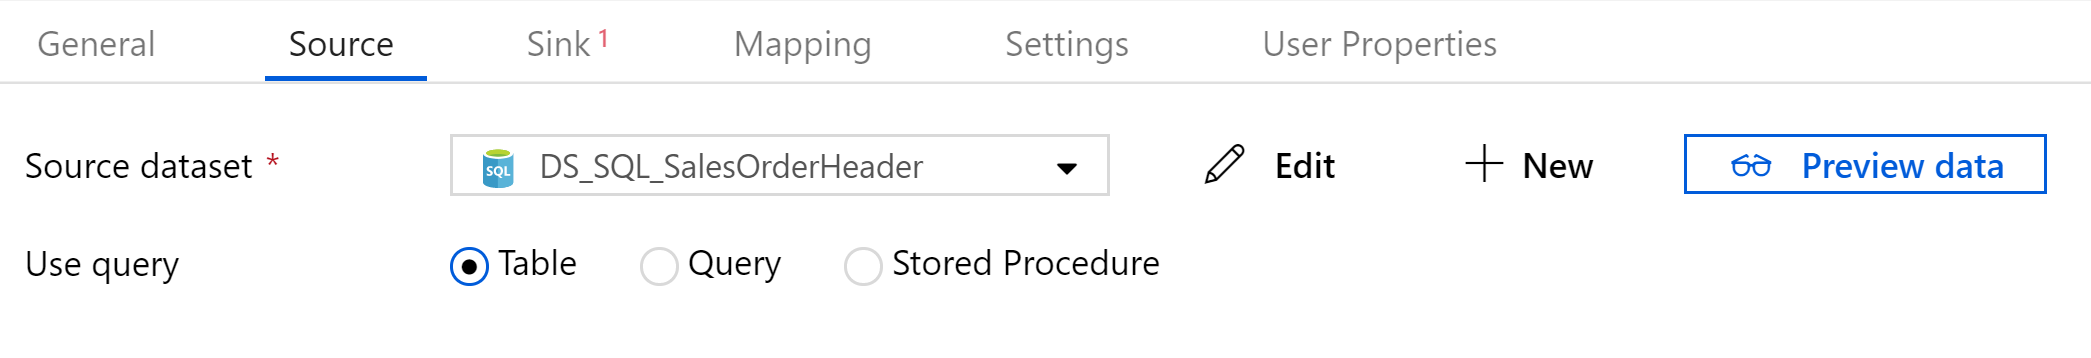 General Source Sink 1 Mapping Settings User Properties
Source dataset * SQL DS_SQL_SalesOrderHeader Edit New Preview data
Use query Table Query Stored Procedure